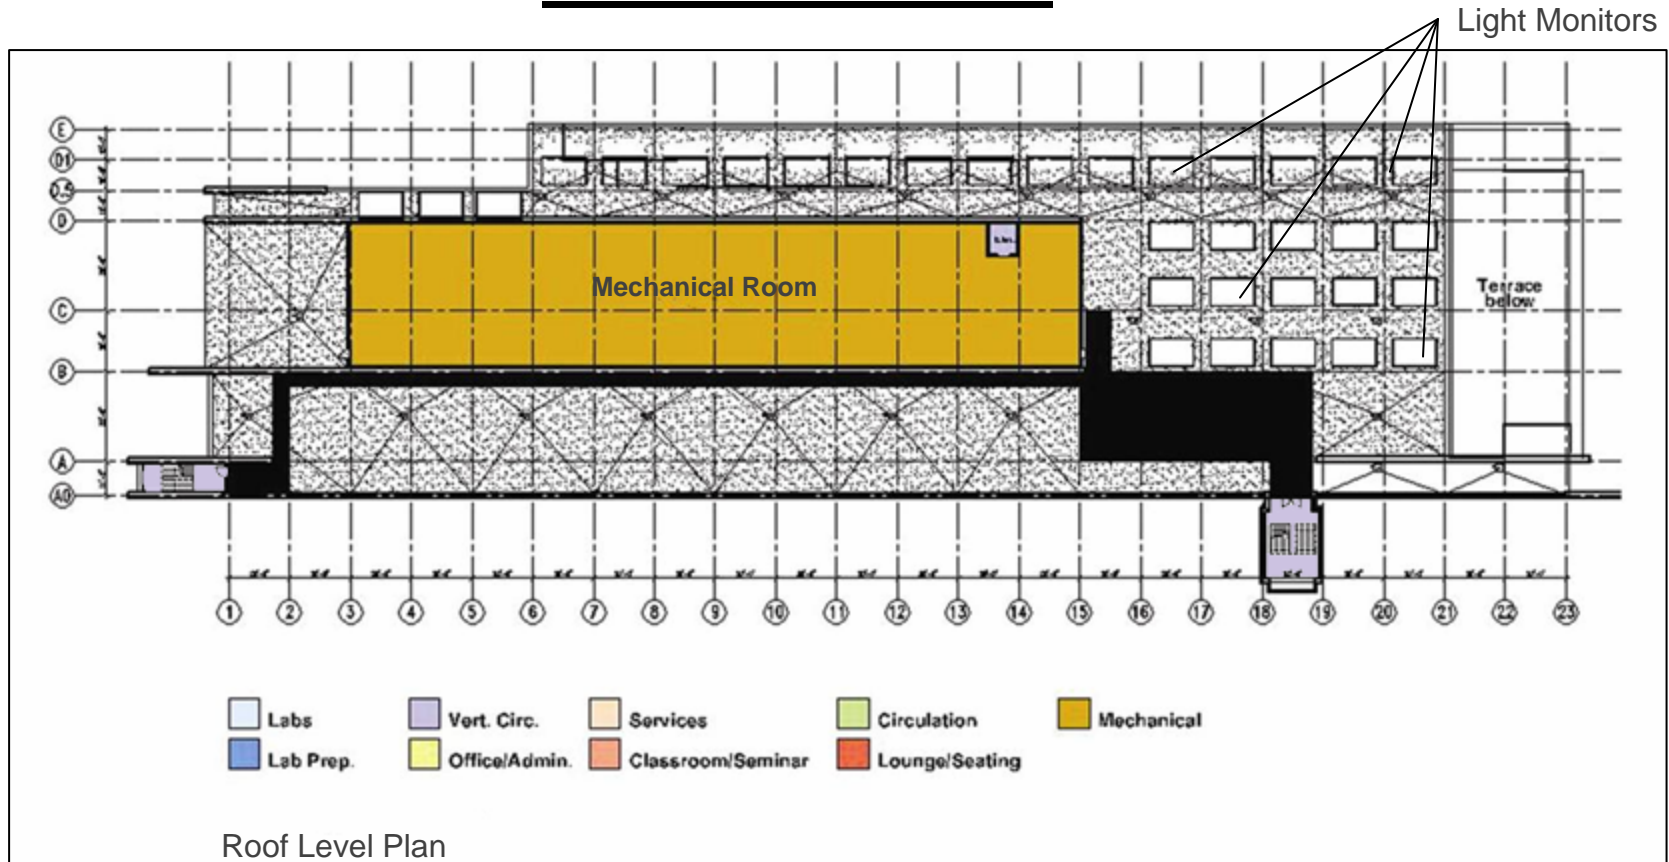 Light Monitors
E
D1
D.5
D
Mechanical Room
Terrace
below
C
B
A
A0
1 2 3 4 5 6 7 8 9 10 11 12 13 14 15 16 17 18 19 20 21 22 23
Labs Vert. Circ. Services Circulation Mechanical
Lab Prep. Office/Admin. Classroom/Seminar Lounge/Seating
Roof Level Plan